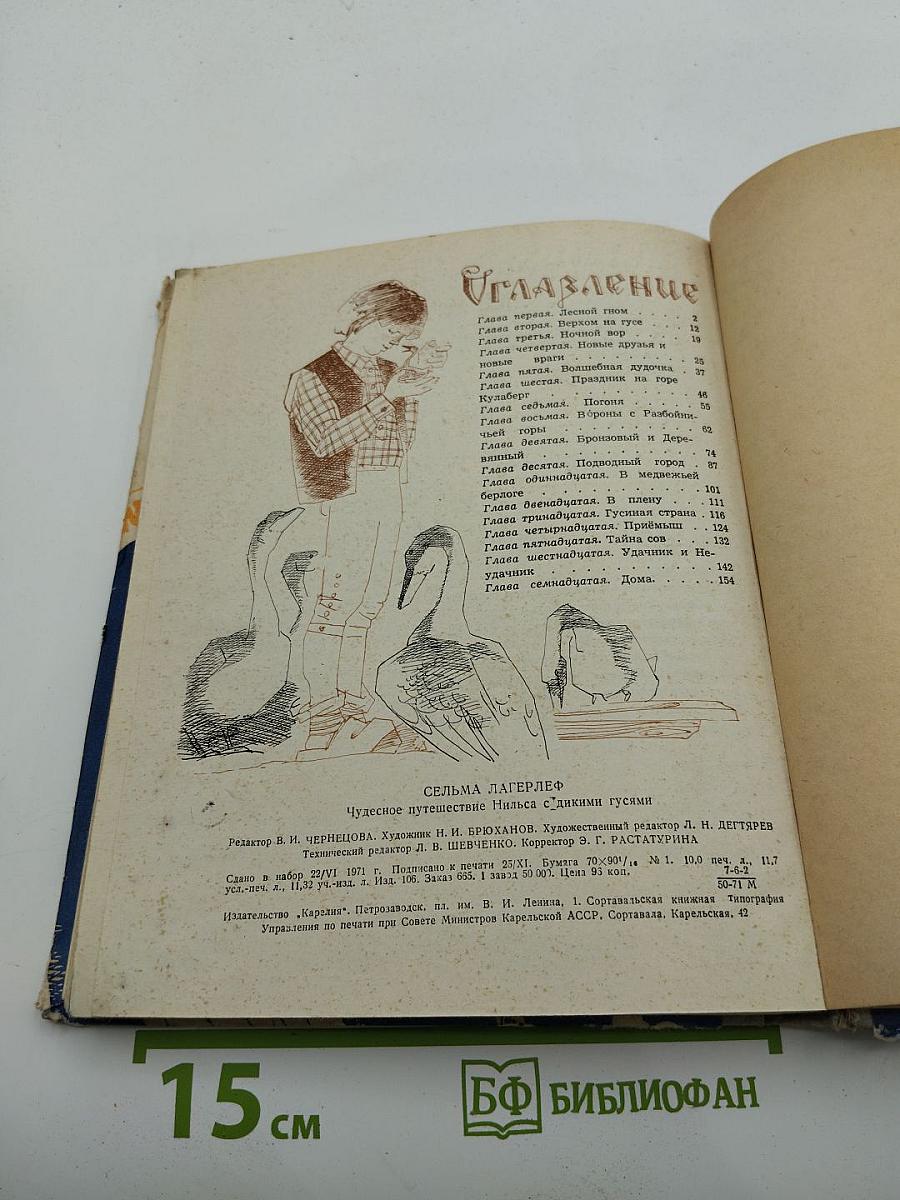 Оглавление
Глава первая. Лесной гном . . . . 2
Глава вторая. Верхом на гусе . . . 12
Глава третья. Ночной вор . . . . 19
Глава четвертая. Новые друзья и
новые враги . . . . . . . . . 25
Глава пятая. Волшебная дудочка . 37
Глава шестая. Праздник на горе
Кулаберг . . . . . . . . . . 46
Глава седьмая. Погоня . . . . . 55
Глава восьмая. Вороны с Разбойни-
чьей горы . . . . . . . . . . 62
Глава девятая. Бронзовый и Дере-
вянный . . . . . . . . . . . 74
Глава десятая. Подводный город . 87
Глава одиннадцатая. В медвежьей
берлоге . . . . . . . . . . . 101
Глава двенадцатая. В плену . . . 111
Глава тринадцатая. Гусиная страна . 116
Глава четырнадцатая. Приёмыш . . 124
Глава пятнадцатая. Тайна сов . . . 132
Глава шестнадцатая. Удачник и Не-
удачник . . . . . . . . . . . 142
Глава семнадцатая. Дома. . . . . 154
СЕЛЬМА ЛАГЕРЛЕФ
Чудесное путешествие Нильса с дикими гусями
Редактор В. И. ЧЕРНЕЦОВА. Художник Н. И. БРЮХАНОВ. Художественный редактор Л. Н. ДЕГТЯРЕВ
Технический редактор Л. В. ШЕВЧЕНКО. Корректор Э. Г. РАСТАТУРИНА
Сдано в набор 22/VI 1971 г. Подписано к печати 25/XI. Бумага 70×90¹/₁₆ № 1. 10,0 печ. л., 11,7
усл.-печ. л., 11,32 уч.-изд. л. Изд. 106. Заказ 665. I завод 50 000. Цена 93 коп.
7-6-2
50-71 М
Издательство „Карелия". Петрозаводск, пл. им. В. И. Ленина, 1. Сортавальская книжная Типография
Управления по печати при Совете Министров Карельской АССР, Сортавала, Карельская, 42
15 см
БФ БИБЛИОФАН